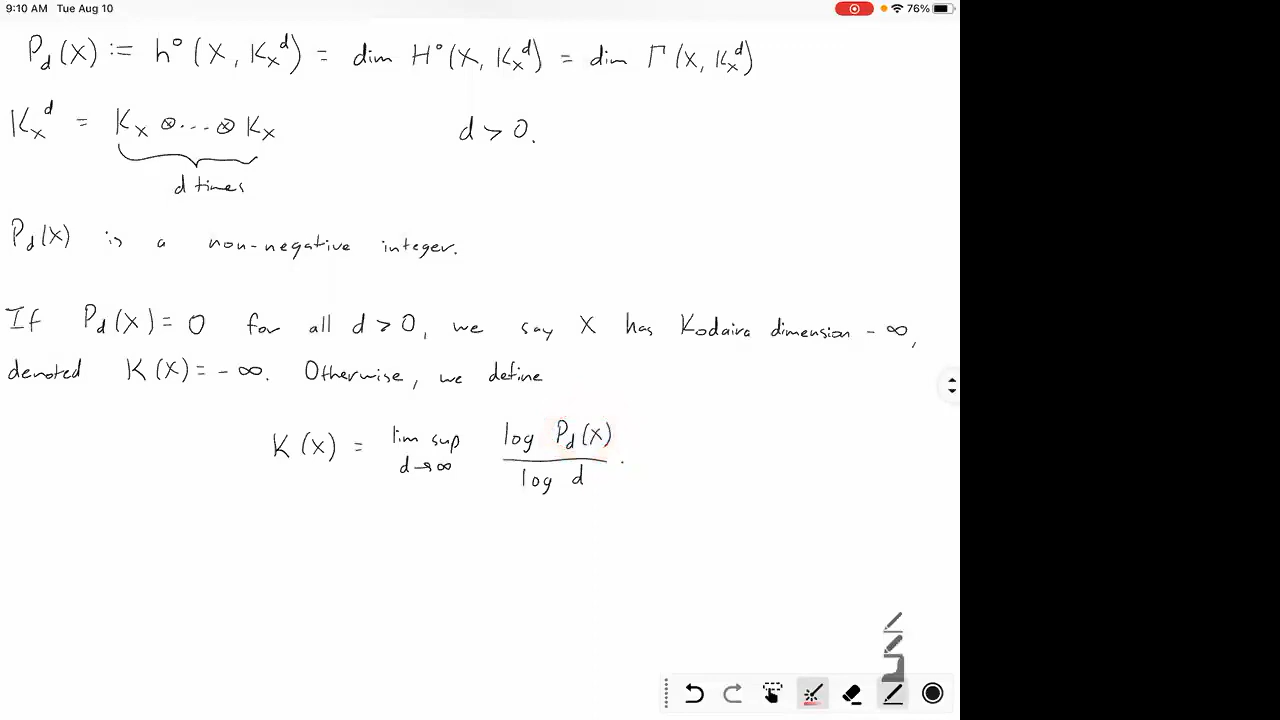 9:10 AM Tue Aug 10
76%
P_d(X) := h°(X, K_X^d) = dim H°(X, K_X^d) = dim Γ(X, K_X^d)
K_X^d = K_X ⊗ ... ⊗ K_X d > 0.
d times
P_d(X) is a non-negative integer.
If P_d(X) = 0 for all d > 0, we say X has Kodaira dimension -∞,
denoted K(X) = -∞. Otherwise, we define
K(X) = lim sup_{d→∞} log P_d(X) / log d .